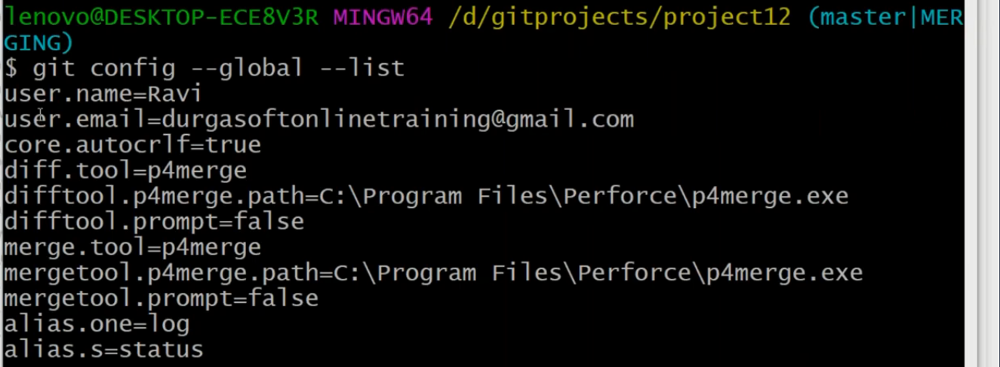 lenovo@DESKTOP-ECE8V3R MINGW64 /d/gitprojects/project12 (master|MER
GING)
$ git config --global --list
user.name=Ravi
user.email=durgasoftonlinetraining@gmail.com
core.autocrlf=true
diff.tool=p4merge
difftool.p4merge.path=C:\Program Files\Perforce\p4merge.exe
difftool.prompt=false
merge.tool=p4merge
mergetool.p4merge.path=C:\Program Files\Perforce\p4merge.exe
mergetool.prompt=false
alias.one=log
alias.s=status